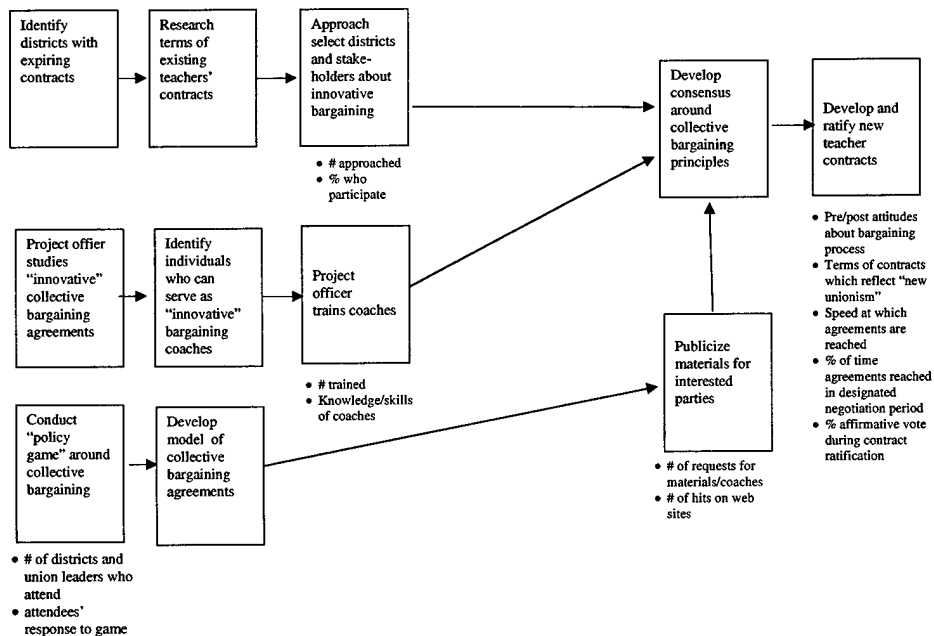 Identify
districts with
expiring
contracts
Research
terms of
existing
teachers'
contracts
Approach
select districts
and stake-
holders about
innovative
bargaining
• # approached
• % who
participate
Develop
consensus
around
collective
bargaining
principles
Develop and
ratify new
teacher
contracts
• Pre/post attitudes
about bargaining
process
• Terms of contracts
which reflect "new
unionism"
• Speed at which
agreements are
reached
• % of time
agreements reached
in designated
negotiation period
• % affirmative vote
during contract
ratification
Project offier
studies
"innovative"
collective
bargaining
agreements
Identify
individuals
who can
serve as
"innovative"
bargaining
coaches
Project
officer
trains coaches
• # trained
• Knowledge/skills
of coaches
Publicize
materials for
interested
parties
• # of requests for
materials/coaches
• # of hits on web
sites
Conduct
"policy
game" around
collective
bargaining
• # of districts and
union leaders who
attend
• attendees'
response to game
Develop
model of
collective
bargaining
agreements